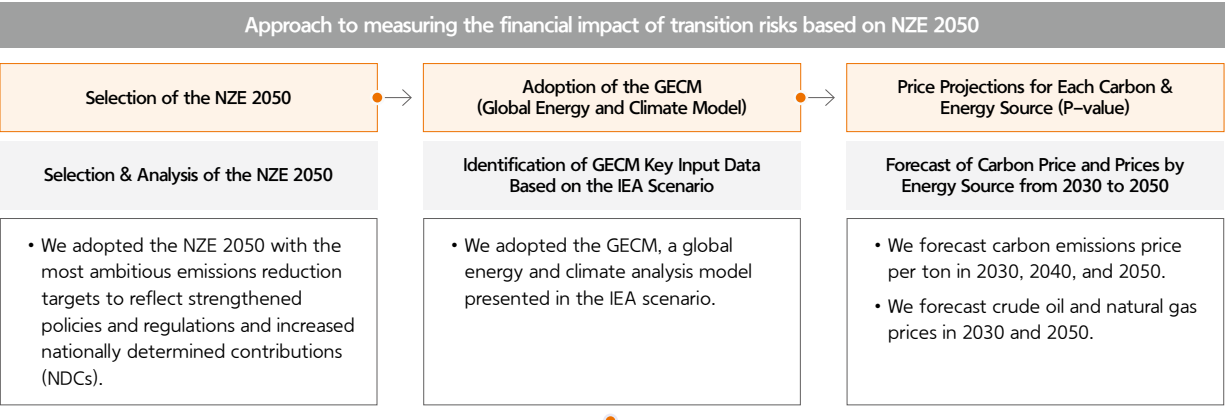 Approach to measuring the financial impact of transition risks based on NZE 2050
Selection of the NZE 2050
Adoption of the GECM
(Global Energy and Climate Model)
Price Projections for Each Carbon &
Energy Source (P–value)
Selection & Analysis of the NZE 2050
Identification of GECM Key Input Data
Based on the IEA Scenario
Forecast of Carbon Price and Prices by
Energy Source from 2030 to 2050
• We adopted the NZE 2050 with the
most ambitious emissions reduction
targets to reflect strengthened
policies and regulations and increased
nationally determined contributions
(NDCs).
• We adopted the GECM, a global
energy and climate analysis model
presented in the IEA scenario.
• We forecast carbon emissions price
per ton in 2030, 2040, and 2050.
• We forecast crude oil and natural gas
prices in 2030 and 2050.